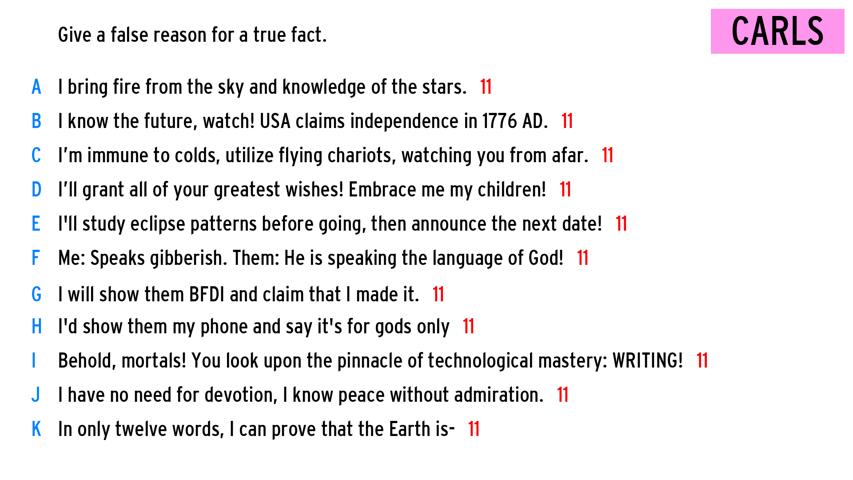 Give a false reason for a true fact.
CARLS
A I bring fire from the sky and knowledge of the stars. 11
B I know the future, watch! USA claims independence in 1776 AD. 11
C I'm immune to colds, utilize flying chariots, watching you from afar. 11
D I'll grant all of your greatest wishes! Embrace me my children! 11
E I'll study eclipse patterns before going, then announce the next date! 11
F Me: Speaks gibberish. Them: He is speaking the language of God! 11
G I will show them BFDI and claim that I made it. 11
H I'd show them my phone and say it's for gods only 11
I Behold, mortals! You look upon the pinnacle of technological mastery: WRITING! 11
J I have no need for devotion, I know peace without admiration. 11
K In only twelve words, I can prove that the Earth is- 11